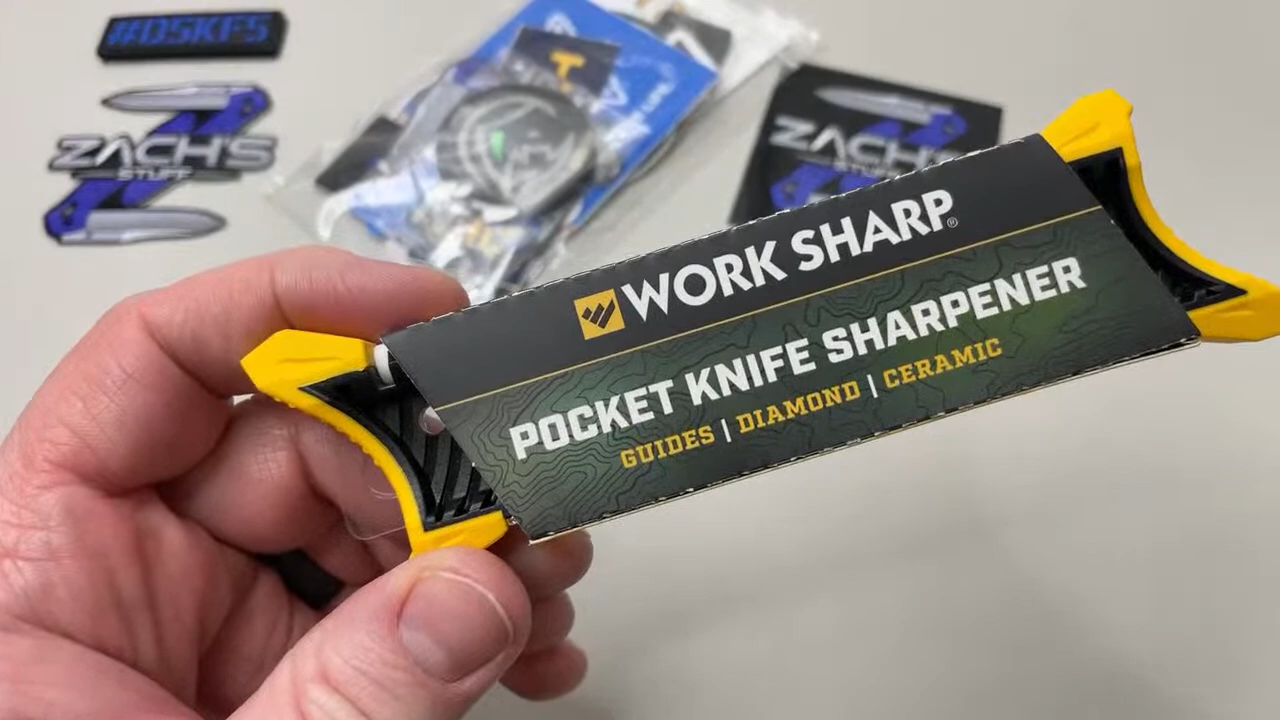 #DSKFS
ZACH'S
STUFF
ZACH'S
WORK SHARP®
POCKET KNIFE SHARPENER
GUIDES | DIAMOND | CERAMIC